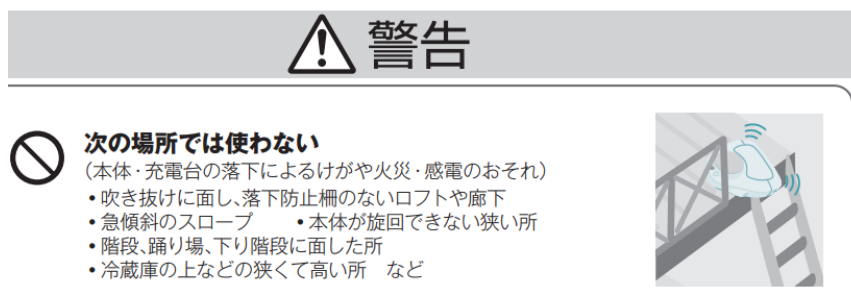 警告
次の場所では使わない
（本体・充電台の落下によるけがや火災・感電のおそれ）
•吹き抜けに面し、落下防止柵のないロフトや廊下
•急傾斜のスロープ　•本体が旋回できない狭い所
•階段、踊り場、下り階段に面した所
•冷蔵庫の上などの狭くて高い所　など